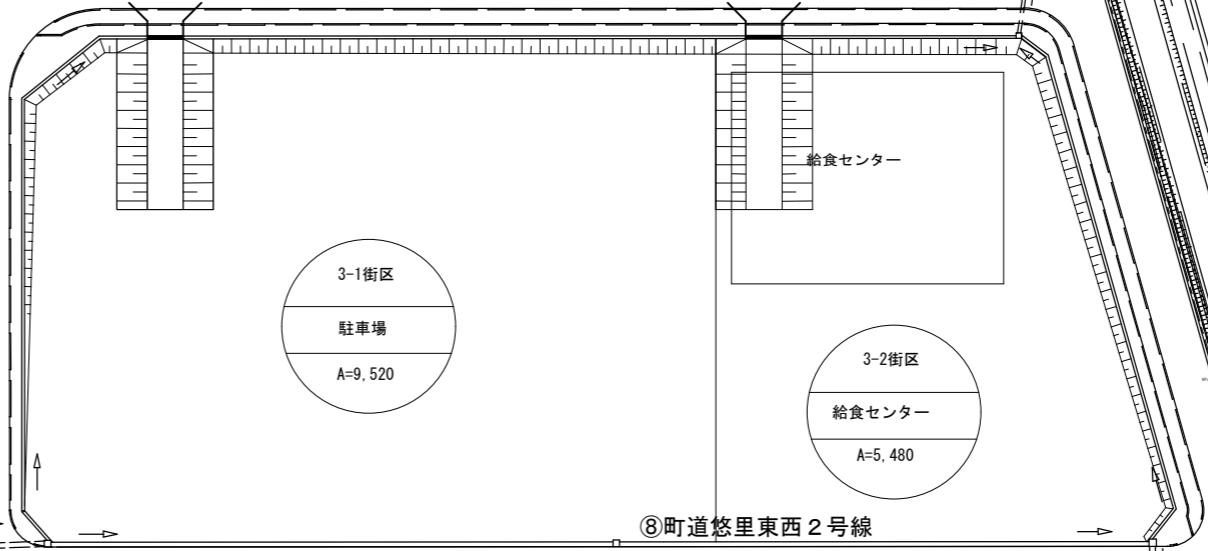 給食センター
3-1街区
駐車場
A=9,520
3-2街区
給食センター
A=5,480
⑧町道悠里東西２号線